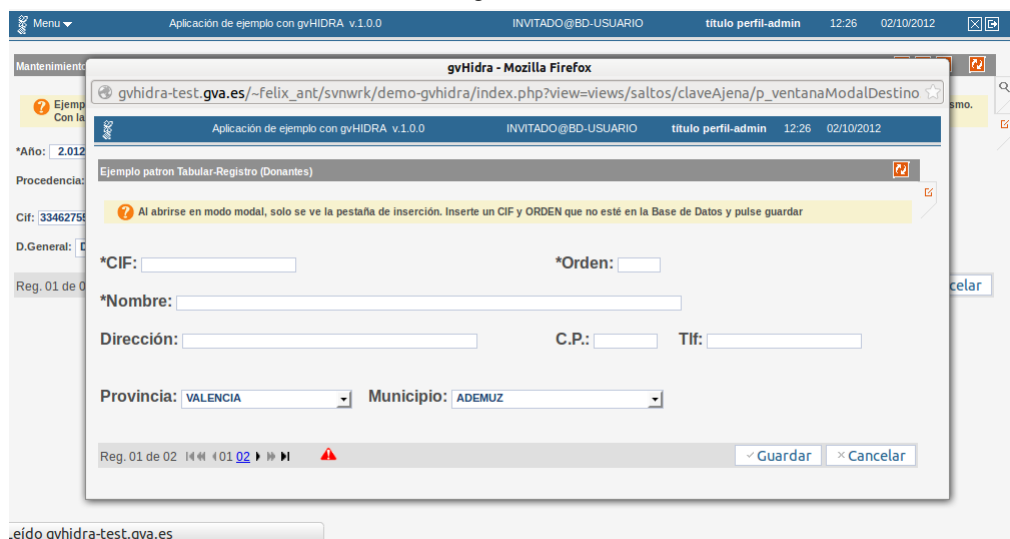 Menu Aplicación de ejemplo con gvHIDRA v.1.0.0 INVITADO@BD-USUARIO título perfil-admin 12:26 02/10/2012
gvHidra - Mozilla Firefox
gvhidra-test.gva.es/~felix_ant/svnwrk/demo-gvhidra/index.php?view=views/saltos/claveAjena/p_ventanaModalDestino
Aplicación de ejemplo con gvHIDRA v.1.0.0 INVITADO@BD-USUARIO título perfil-admin 12:26 02/10/2012
Ejemplo patron Tabular-Registro (Donantes)
Al abrirse en modo modal, solo se ve la pestaña de inserción. Inserte un CIF y ORDEN que no esté en la Base de Datos y pulse guardar
*CIF: *Orden:
*Nombre:
Dirección: C.P.: Tlf:
Provincia: VALENCIA Municipio: ADEMUZ
Reg. 01 de 02 01 02 Guardar Cancelar
Mantenimient
Ejemp smo.
Con la
*Año: 2.012
Procedencia:
Cif: 33462755
D.General:
Reg. 01 de 0 celar
Leído gvhidra-test.gva.es